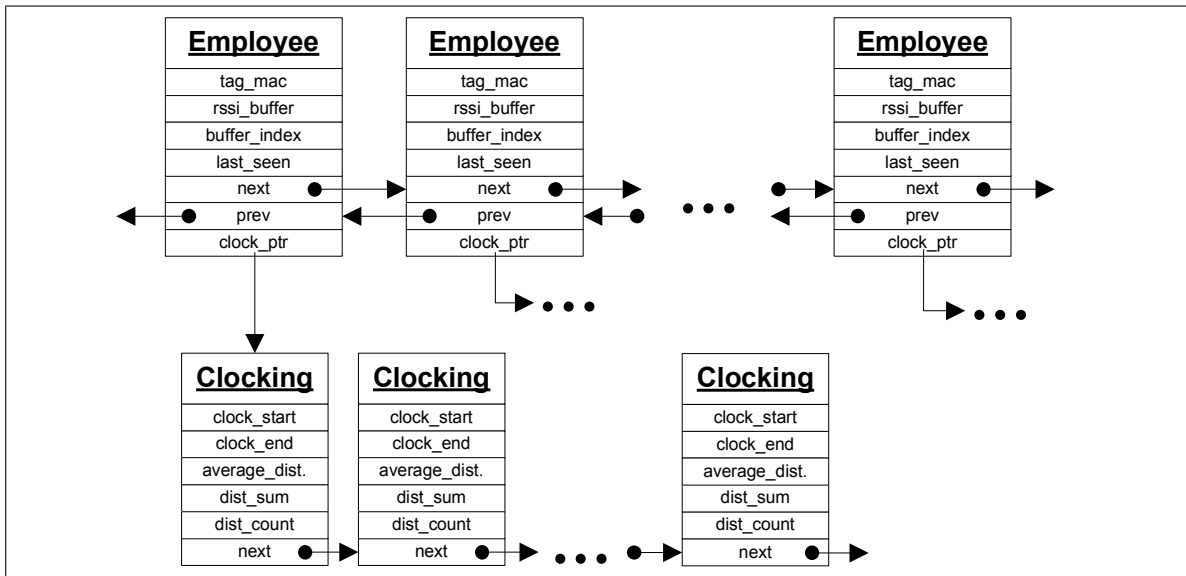 Employee
tag_mac
rssi_buffer
buffer_index
last_seen
next
prev
clock_ptr
Employee
tag_mac
rssi_buffer
buffer_index
last_seen
next
prev
clock_ptr
Employee
tag_mac
rssi_buffer
buffer_index
last_seen
next
prev
clock_ptr
Clocking
clock_start
clock_end
average_dist.
dist_sum
dist_count
next
Clocking
clock_start
clock_end
average_dist.
dist_sum
dist_count
next
Clocking
clock_start
clock_end
average_dist.
dist_sum
dist_count
next